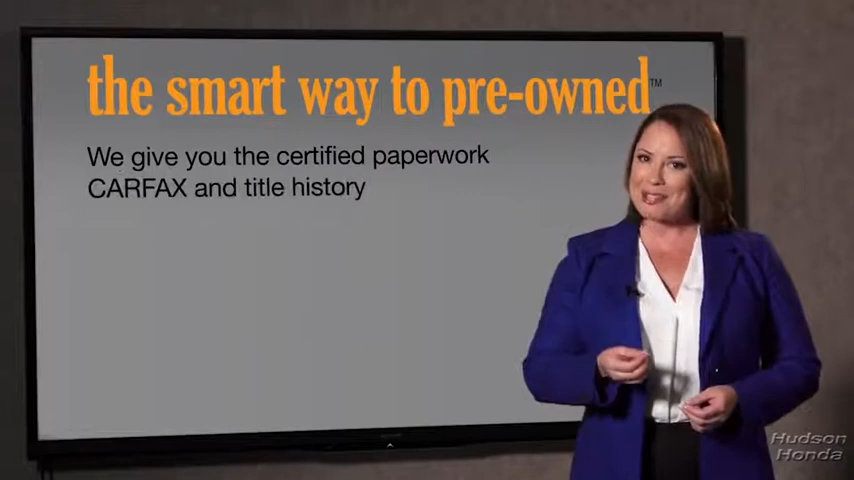 the smart way to pre-owned™
We give you the certified paperwork
CARFAX and title history
Hudson
Honda